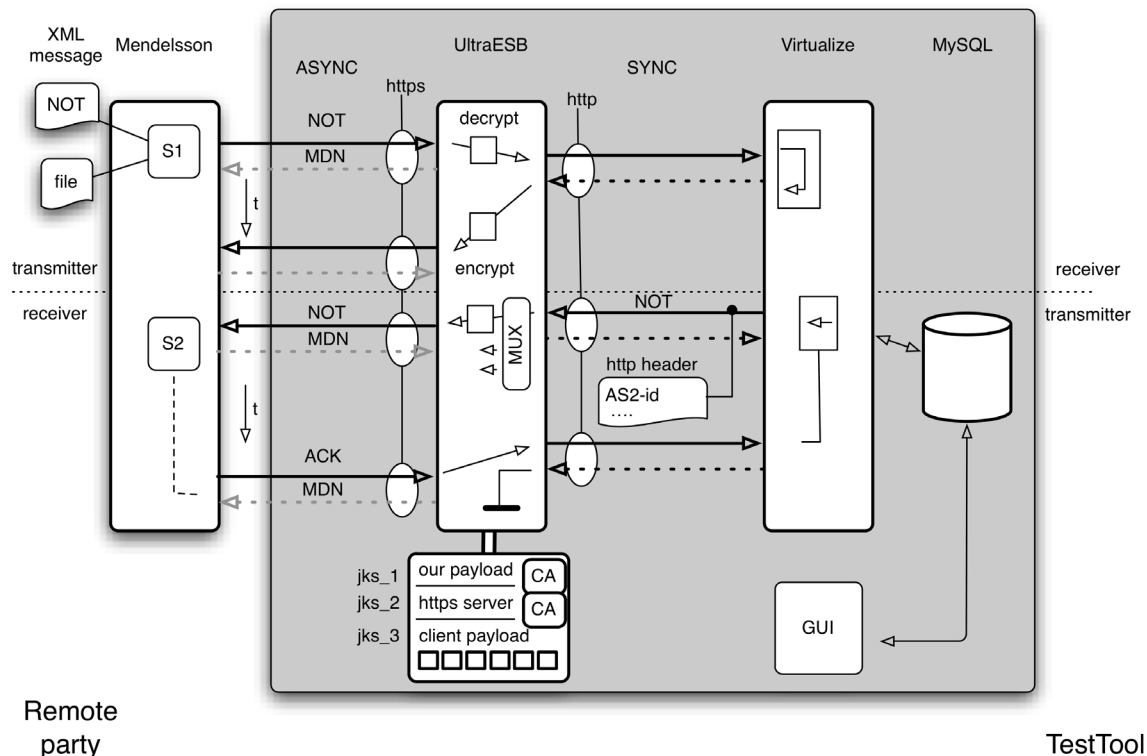 XML
message
Mendelsson
UltraESB
Virtualize
MySQL
ASYNC
SYNC
https
http
NOT
file
S1
NOT
MDN
t
decrypt
encrypt
transmitter
receiver
receiver
transmitter
S2
NOT
MDN
MUX
NOT
http header
AS2-id
....
t
ACK
MDN
jks_1
our payload
CA
jks_2
https server
CA
jks_3
client payload
GUI
Remote
party
TestTool